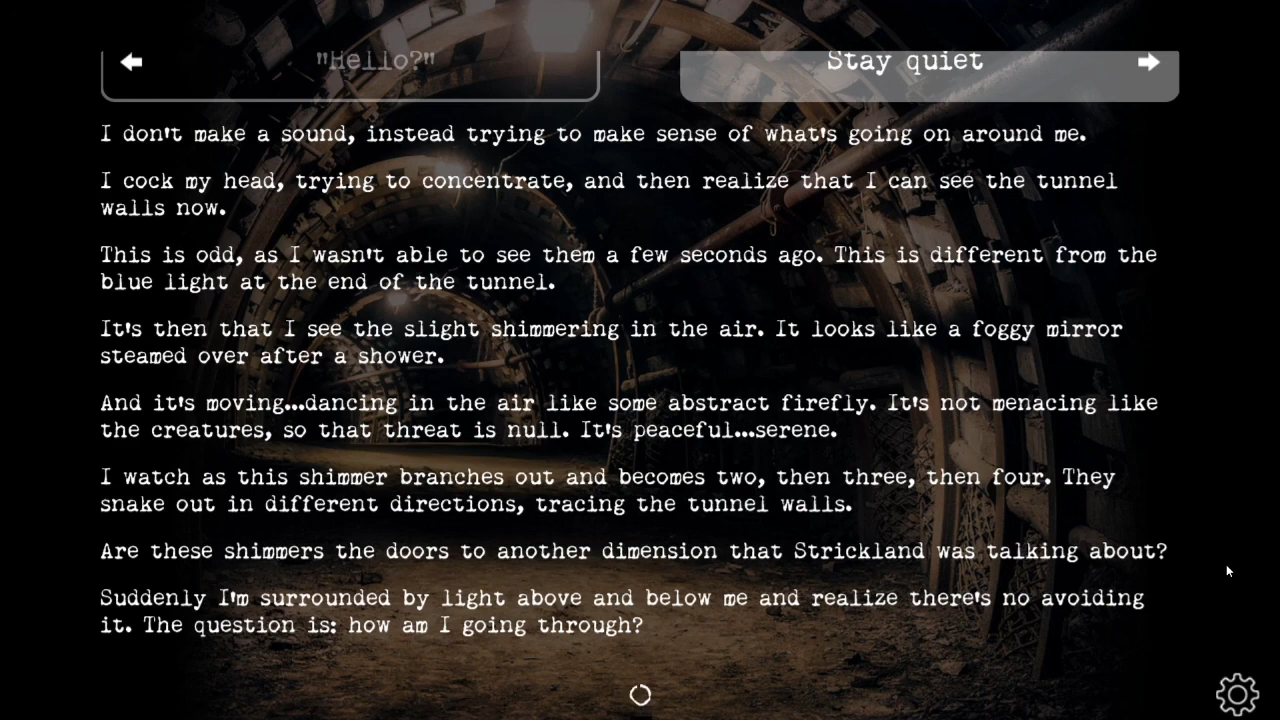 "Hello?"
Stay quiet
I don't make a sound, instead trying to make sense of what's going on around me.
I cock my head, trying to concentrate, and then realize that I can see the tunnel
walls now.
This is odd, as I wasn't able to see them a few seconds ago. This is different from the
blue light at the end of the tunnel.
It's then that I see the slight shimmering in the air. It looks like a foggy mirror
steamed over after a shower.
And it's moving...dancing in the air like some abstract firefly. It's not menacing like
the creatures, so that threat is null. It's peaceful...serene.
I watch as this shimmer branches out and becomes two, then three, then four. They
snake out in different directions, tracing the tunnel walls.
Are these shimmers the doors to another dimension that Strickland was talking about?
Suddenly I'm surrounded by light above and below me and realize there's no avoiding
it. The question is: how am I going through?